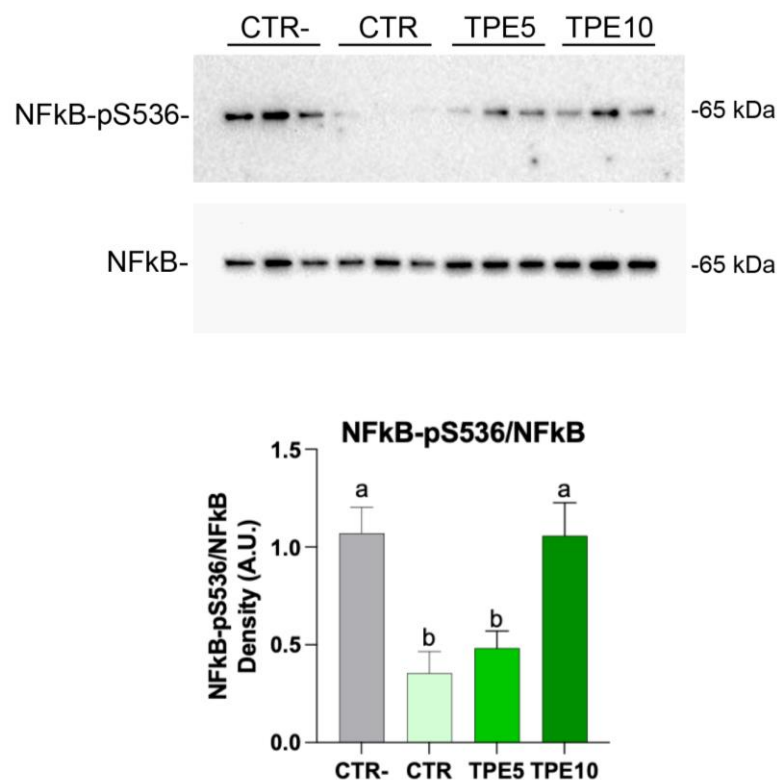 CTR- CTR TPE5 TPE10
NFkB-pS536- -65 kDa
NFkB- -65 kDa
NFkB-pS536/NFkB
NFkB-pS536/NFkB
Density (A.U.)
1.5
1.0
0.5
0.0
a b b a
CTR- CTR TPE5 TPE10